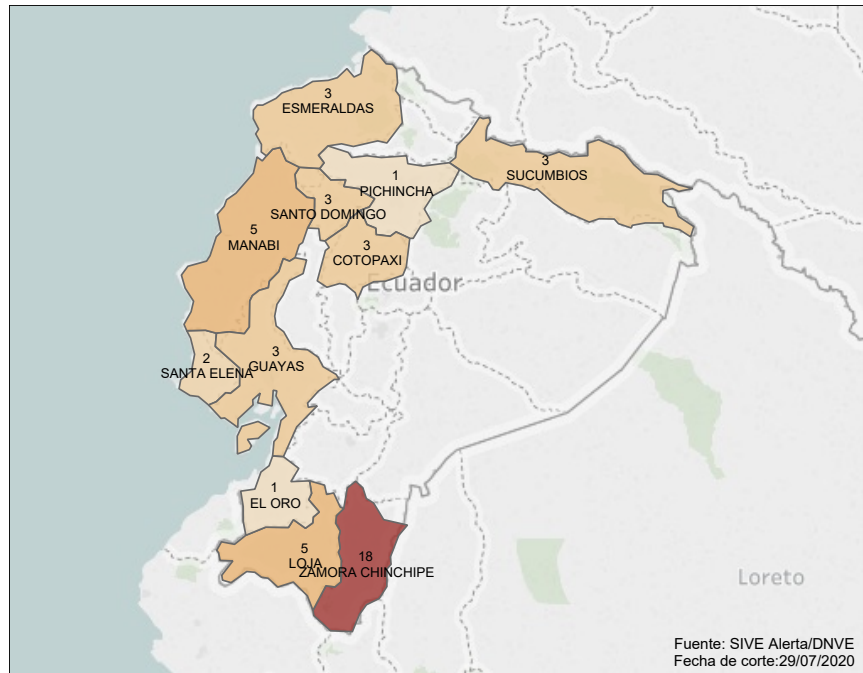 3
ESMERALDAS
3
SUCUMBIOS
1
PICHINCHA
3
SANTO DOMINGO
5
MANABI
3
COTOPAXI
Ecuador
2
SANTA ELENA
3
GUAYAS
1
EL ORO
5
LOJA
18
ZAMORA CHINCHIPE
Loreto
Fuente: SIVE Alerta/DNVE
Fecha de corte:29/07/2020